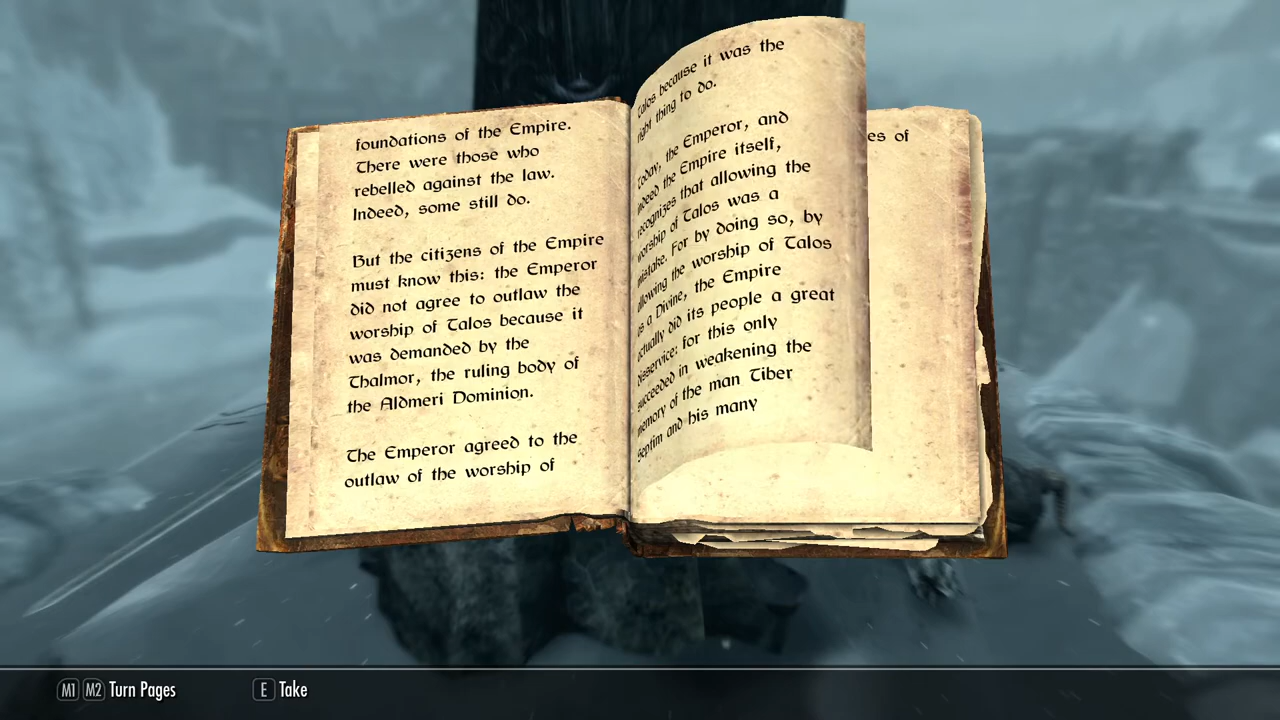 foundations of the Empire.
There were those who
rebelled against the law.
Indeed, some still do.
But the citizens of the Empire
must know this: the Emperor
did not agree to outlaw the
worship of Talos because it
was demanded by the
Thalmor, the ruling body of
the Aldmeri Dominion.
The Emperor agreed to the
outlaw of the worship of
Talos because it was the
right thing to do.
Today, the Emperor, and
indeed the Empire itself,
recognizes that allowing the
worship of Talos was a
mistake. For by doing so, by
allowing the worship of Talos
as a Divine, the Empire
actually did its people a great
disservice: for this only
succeeded in weakening the
memory of the man Tiber
Septim and his many
es of
M1 M2 Turn Pages
E Take